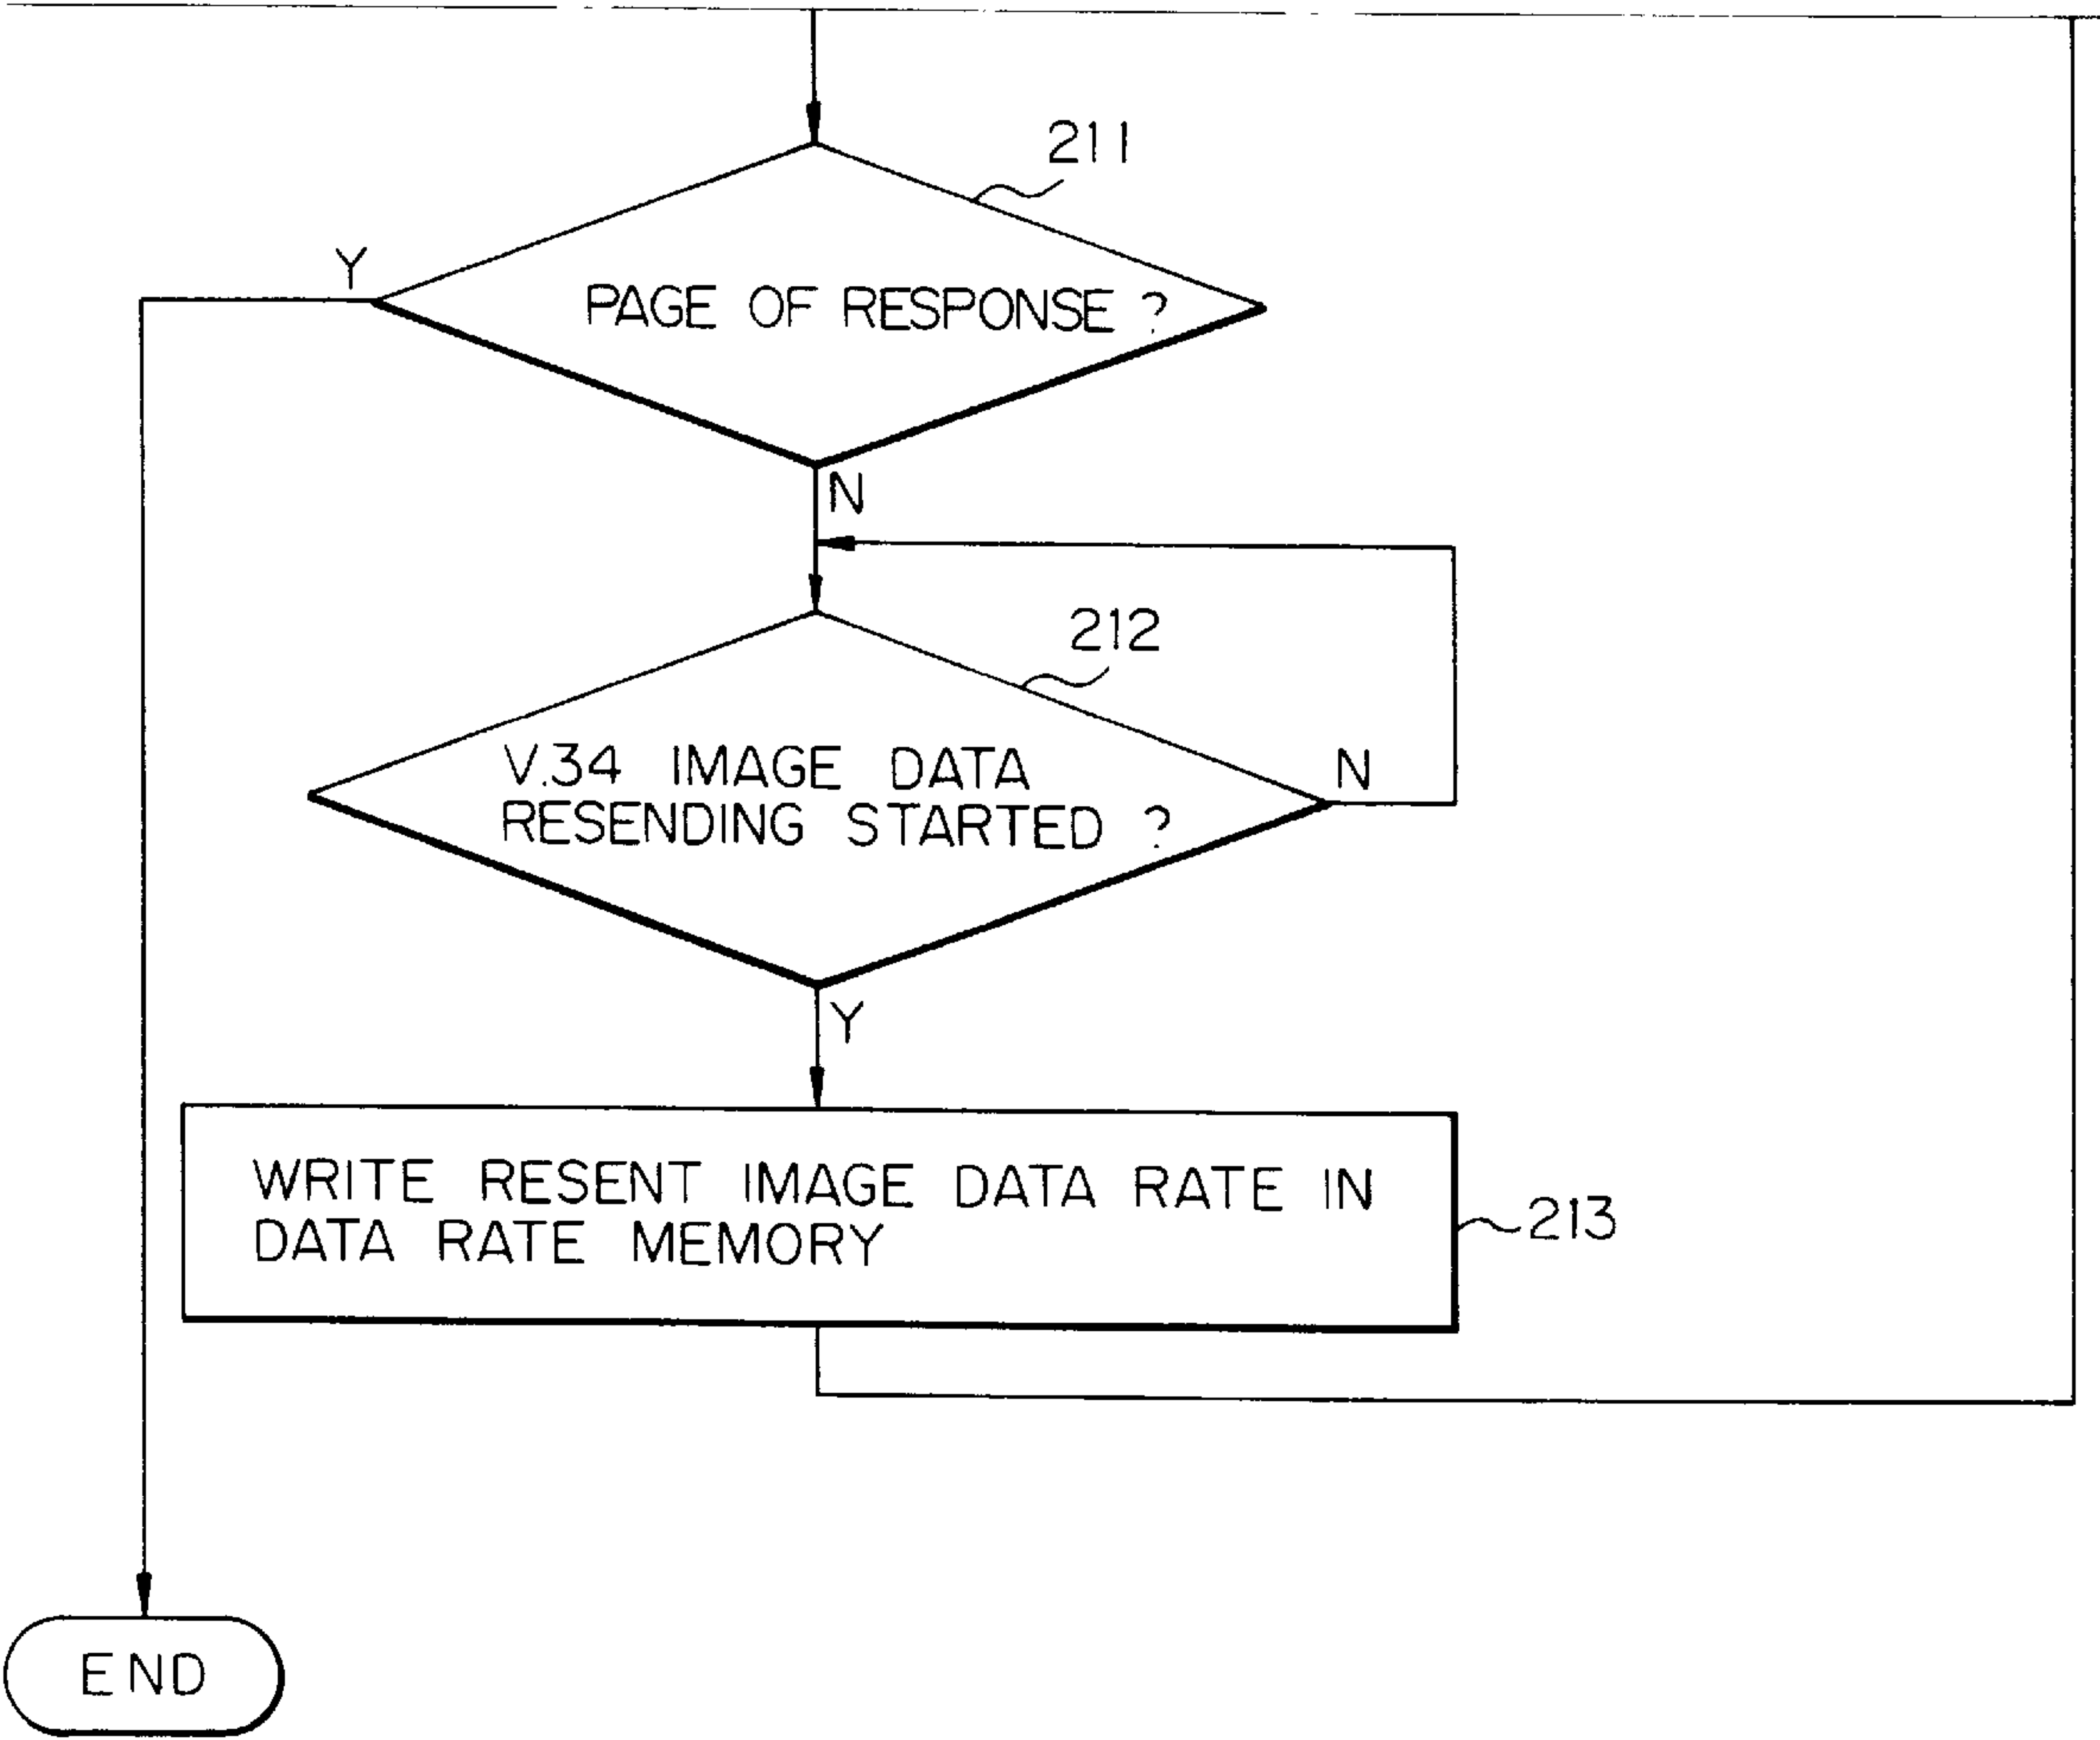 211
Y
PAGE OF RESPONSE ?
N
212
V.34 IMAGE DATA
RESENDING STARTED ?
N
Y
WRITE RESENT IMAGE DATA RATE IN
DATA RATE MEMORY
213
END